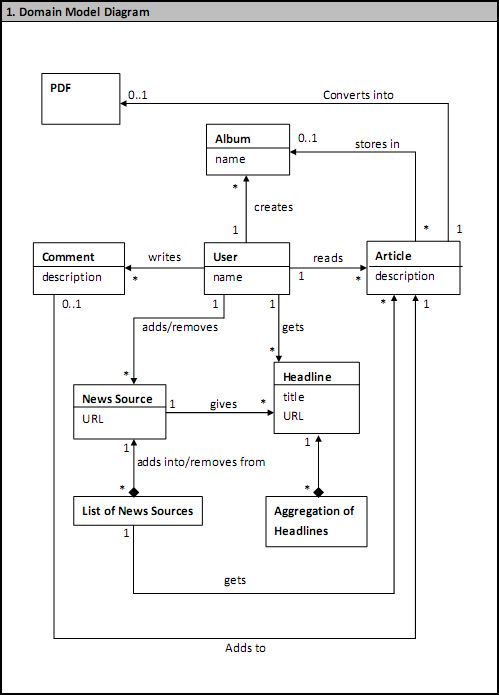 1. Domain Model Diagram
PDF
0..1
Converts into
Album
name
0..1
stores in
*
creates
1
*
1
Comment
description
writes
*
User
name
reads
1
*
Article
description
0..1
1
1
*
1
adds/removes
gets
*
*
News Source
URL
1
gives
*
Headline
title
URL
1
adds into/removes from
*
1
*
List of News Sources
1
Aggregation of
Headlines
gets
Adds to